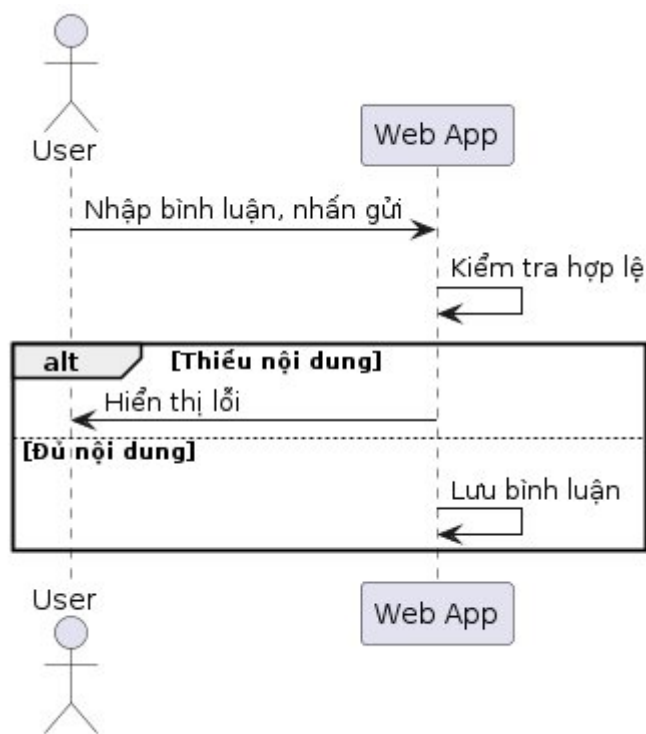 User
Web App
Nhập bình luận, nhấn gửi
Kiểm tra hợp lệ
alt [Thiếu nội dung]
Hiển thị lỗi
[Đủ nội dung]
Lưu bình luận
User
Web App